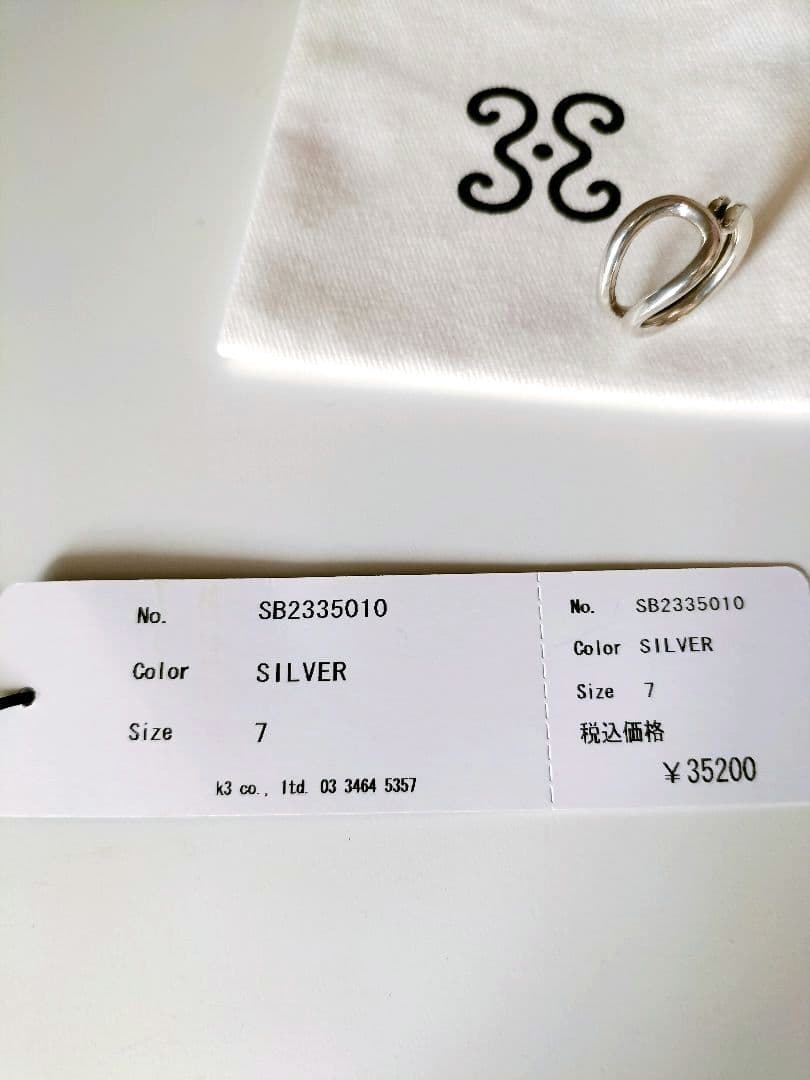 No. SB2335010
Color SILVER
Size 7
k3 co., ltd. 03 3464 5357
No. SB2335010
Color SILVER
Size 7
税込価格
¥35200